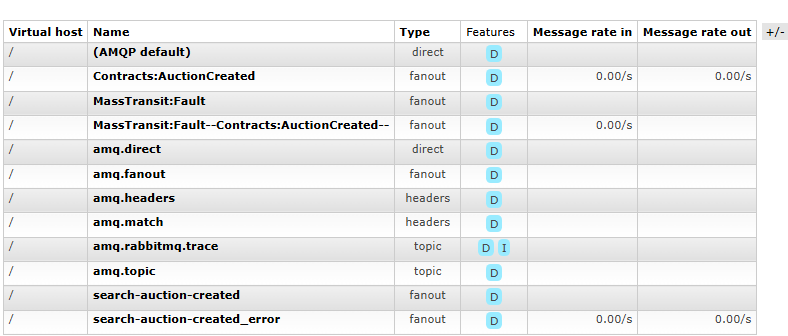 Virtual host Name Type Features Message rate in Message rate out +/-
/ (AMQP default) direct D
/ Contracts:AuctionCreated fanout D 0.00/s 0.00/s
/ MassTransit:Fault fanout D
/ MassTransit:Fault--Contracts:AuctionCreated-- fanout D 0.00/s
/ amq.direct direct D
/ amq.fanout fanout D
/ amq.headers headers D
/ amq.match headers D
/ amq.rabbitmq.trace topic D I
/ amq.topic topic D
/ search-auction-created fanout D
/ search-auction-created_error fanout D 0.00/s 0.00/s